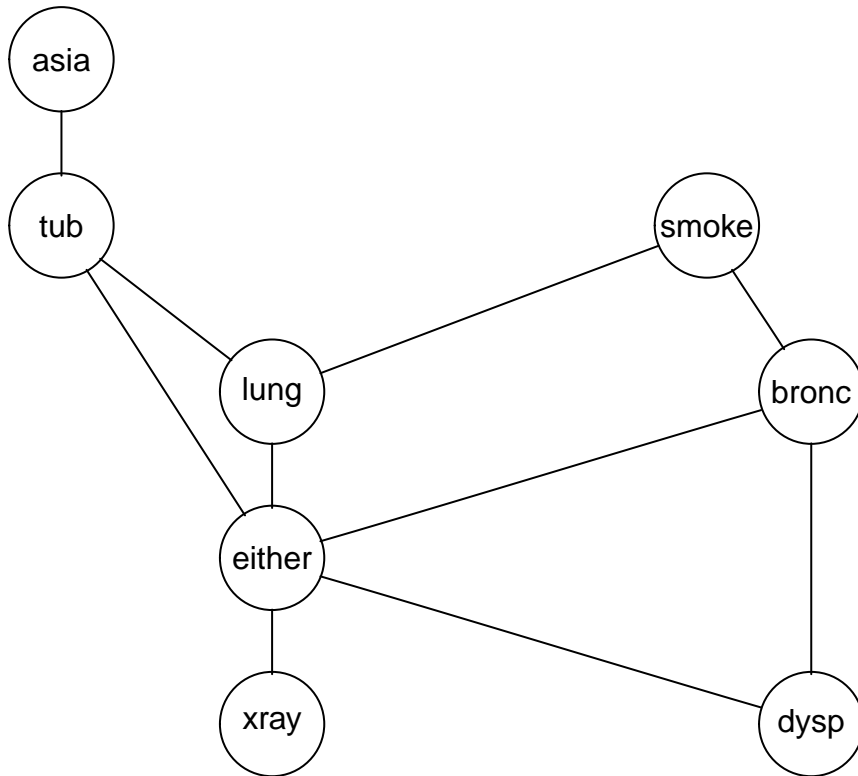 asia
tub
smoke
lung
bronc
either
xray
dysp